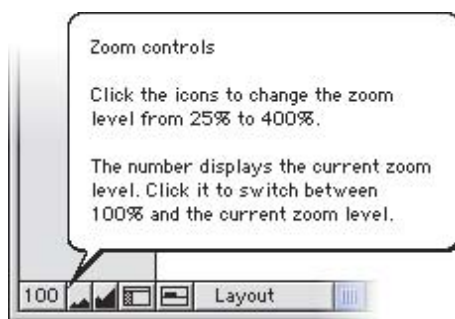 Zoom controls
Click the icons to change the zoom
level from 25% to 400%.
The number displays the current zoom
level. Click it to switch between
100% and the current zoom level.
100 Layout